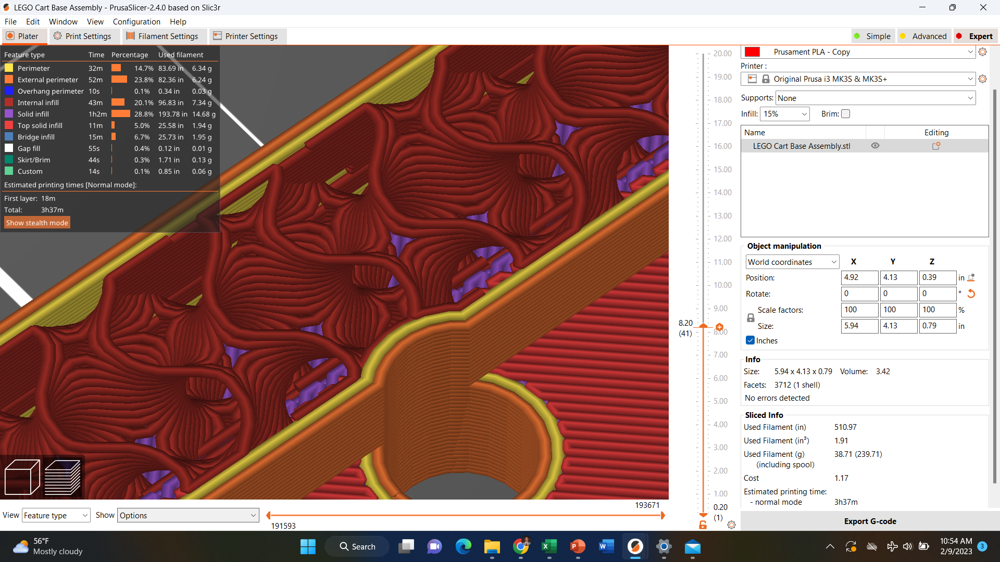 LEGO Cart Base Assembly - PrusaSlicer-2.4.0 based on Slic3r
File Edit Window View Configuration Help
Plater Print Settings Filament Settings Printer Settings Simple Advanced Expert
Feature type Time Percentage Used filament
Perimeter 32m 14.7% 83.69 in 6.34 g
External perimeter 52m 23.8% 82.36 in 6.24 g
Overhang perimeter 10s 0.1% 0.34 in 0.03 g
Internal infill 43m 20.1% 96.83 in 7.34 g
Solid infill 1h2m 28.8% 193.78 in 14.68 g
Top solid infill 11m 5.0% 25.58 in 1.94 g
Bridge infill 15m 6.7% 25.73 in 1.95 g
Gap fill 55s 0.4% 0.12 in 0.01 g
Skirt/Brim 44s 0.3% 1.71 in 0.13 g
Custom 14s 0.1% 0.85 in 0.06 g
Estimated printing times [Normal mode]:
First layer: 18m
Total: 3h37m
Show stealth mode
20.00
19.00
18.00
17.00
16.00
15.00
14.00
13.00
12.00
11.00
10.00
9.00
8.20
(41)
8.00
7.00
6.00
5.00
4.00
3.00
2.00
1.00
0.20
(1)
Prusament PLA - Copy
Printer :
Original Prusa i3 MK3S & MK3S+
Supports: None
Infill: 15% Brim:
Name Editing
LEGO Cart Base Assembly.stl
Object manipulation
World coordinates X Y Z
Position: 4.92 4.13 0.39 in
Rotate: 0 0 0 °
Scale factors: 100 100 100 %
Size: 5.94 4.13 0.79 in
Inches
Info
Size: 5.94 x 4.13 x 0.79 Volume: 3.42
Facets: 3712 (1 shell)
No errors detected
Sliced Info
Used Filament (in) 510.97
Used Filament (in³) 1.91
Used Filament (g) 38.71 (239.71)
(including spool)
Cost 1.17
Estimated printing time:
- normal mode 3h37m
Export G-code
View Feature type Show Options
193671
191593
56°F
Mostly cloudy
Search
10:54 AM
2/9/2023
3